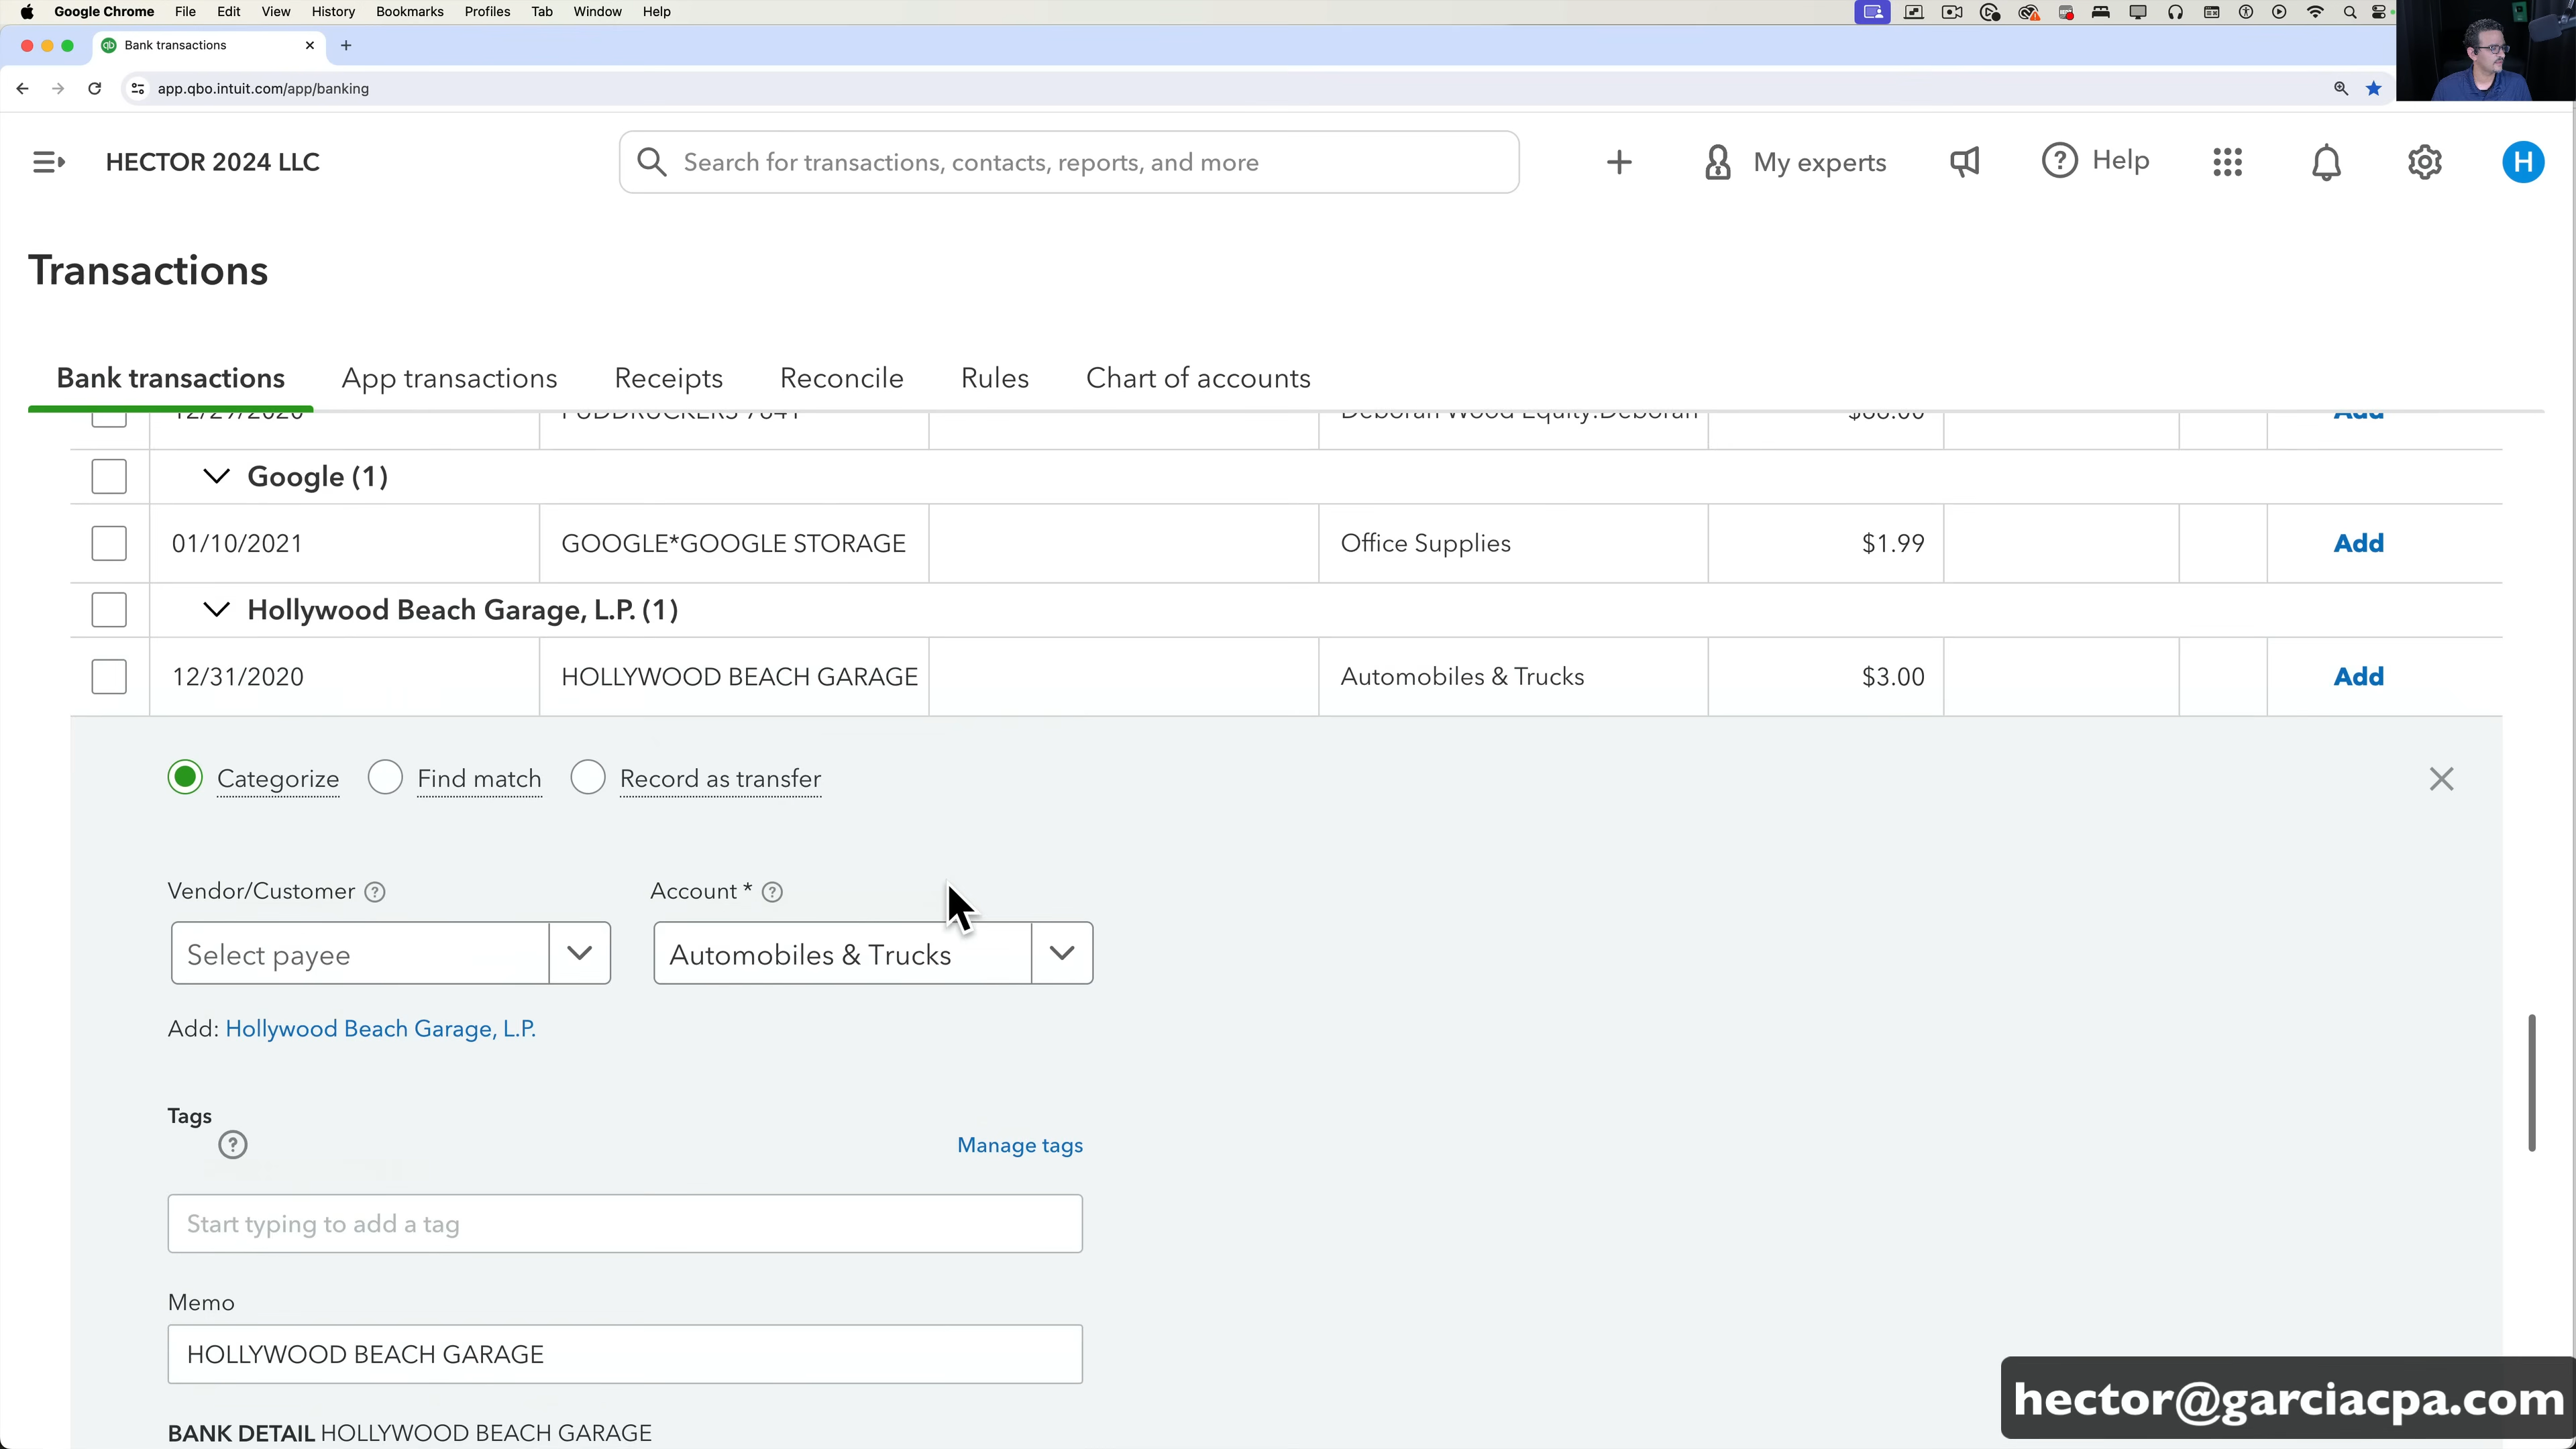 Google Chrome File Edit View History Bookmarks Profiles Tab Window Help
Bank transactions
app.qbo.intuit.com/app/banking
HECTOR 2024 LLC
Search for transactions, contacts, reports, and more
My experts
Help
H
Transactions
Bank transactions App transactions Receipts Reconcile Rules Chart of accounts
Google (1)
01/10/2021 GOOGLE*GOOGLE STORAGE Office Supplies $1.99 Add
Hollywood Beach Garage, L.P. (1)
12/31/2020 HOLLYWOOD BEACH GARAGE Automobiles & Trucks $3.00 Add
Categorize Find match Record as transfer
Vendor/Customer Account *
Select payee Automobiles & Trucks
Add: Hollywood Beach Garage, L.P.
Tags
Manage tags
Start typing to add a tag
Memo
HOLLYWOOD BEACH GARAGE
BANK DETAIL HOLLYWOOD BEACH GARAGE
hector@garciacpa.com